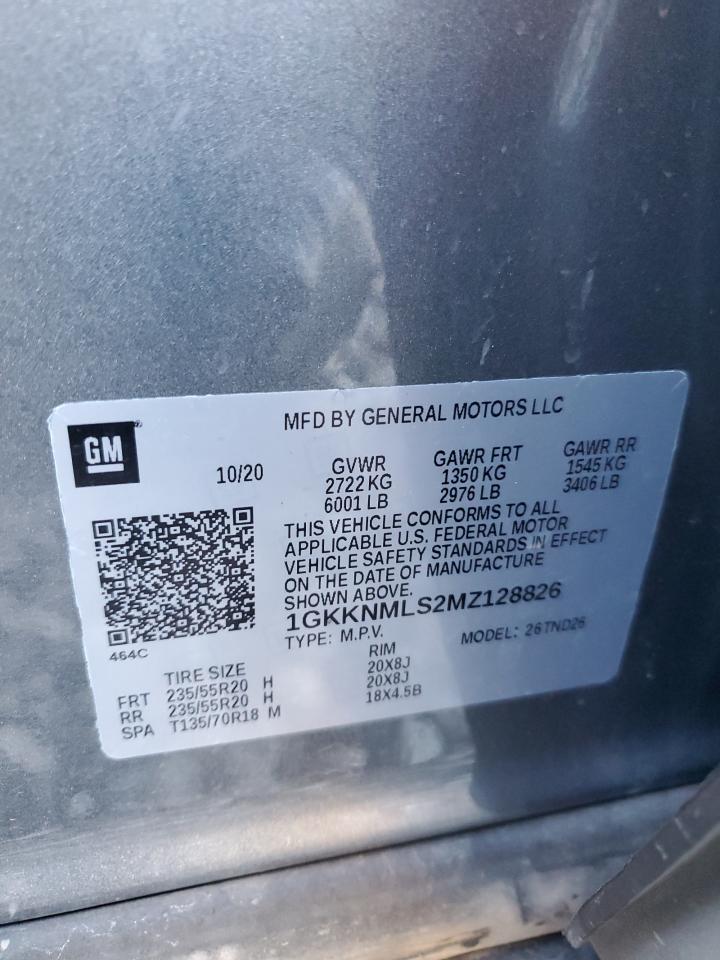 GM
MFD BY GENERAL MOTORS LLC
10/20
GVWR
2722 KG
6001 LB
GAWR FRT
1350 KG
2976 LB
GAWR RR
1545 KG
3406 LB
THIS VEHICLE CONFORMS TO ALL
APPLICABLE U.S. FEDERAL MOTOR
VEHICLE SAFETY STANDARDS IN EFFECT
ON THE DATE OF MANUFACTURE
SHOWN ABOVE.
1GKKNMLS2MZ128826
TYPE: M.P.V. MODEL: 26TND26
464C
TIRE SIZE RIM
FRT 235/55R20 H 20X8J
RR 235/55R20 H 20X8J
SPA T135/70R18 M 18X4.5B